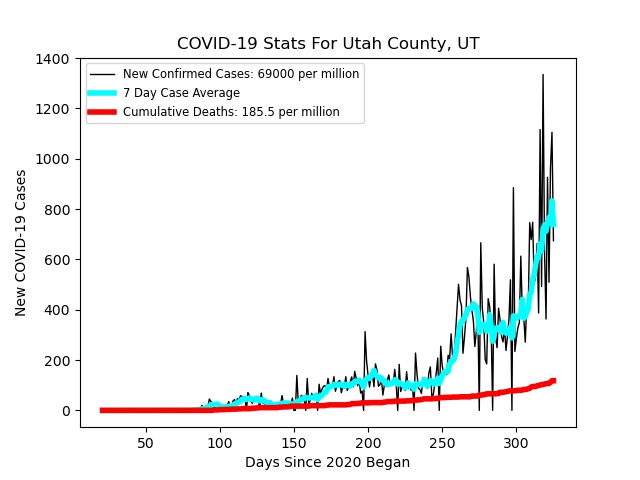 COVID-19 Stats For Utah County, UT
New Confirmed Cases: 69000 per million
7 Day Case Average
Cumulative Deaths: 185.5 per million
New COVID-19 Cases
1400
1200
1000
800
600
400
200
0
50 100 150 200 250 300
Days Since 2020 Began